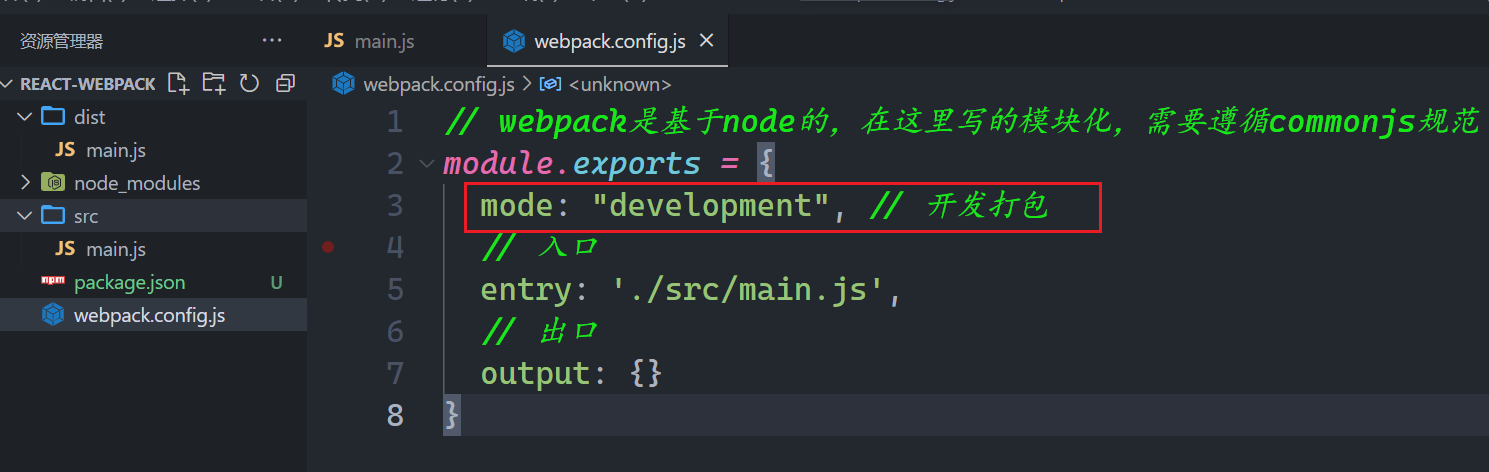 资源管理器 ···
JS main.js
webpack.config.js ×
REACT-WEBPACK
webpack.config.js > <unknown>
dist
JS main.js
node_modules
src
JS main.js
npm package.json U
webpack.config.js
1 // webpack是基于node的，在这里写的模块化，需要遵循commonjs规范
2 module.exports = {
3 mode: "development", // 开发打包
4 // 入口
5 entry: './src/main.js',
6 // 出口
7 output: {}
8 }